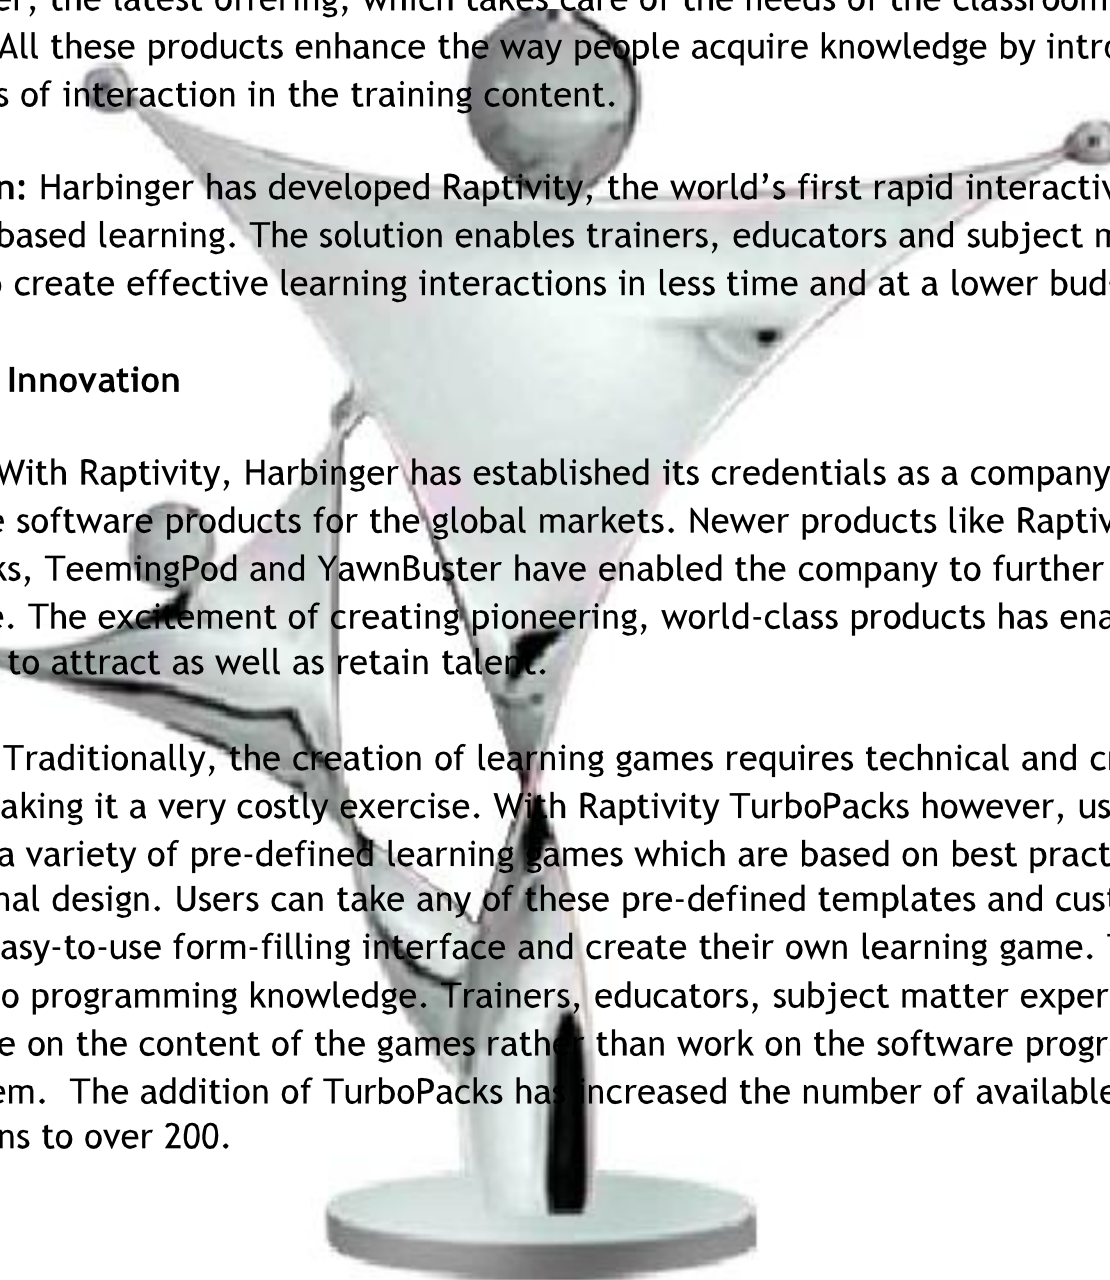 the latest offering, which takes care of the needs of the classroom
All these products enhance the way people acquire knowledge by intro
s of interaction in the training content.
n: Harbinger has developed Raptivity, the world's first rapid interactiv
based learning. The solution enables trainers, educators and subject m
o create effective learning interactions in less time and at a lower bud-
Innovation
With Raptivity, Harbinger has established its credentials as a company
e software products for the global markets. Newer products like Raptiv
ks, TeemingPod and YawnBuster have enabled the company to further
e. The excitement of creating pioneering, world-class products has ena
to attract as well as retain talent.
Traditionally, the creation of learning games requires technical and cr
aking it a very costly exercise. With Raptivity TurboPacks however, us
a variety of pre-defined learning games which are based on best pract
nal design. Users can take any of these pre-defined templates and cust
asy-to-use form-filling interface and create their own learning game. T
o programming knowledge. Trainers, educators, subject matter exper
e on the content of the games rather than work on the software progr
em. The addition of TurboPacks has increased the number of available
ns to over 200.